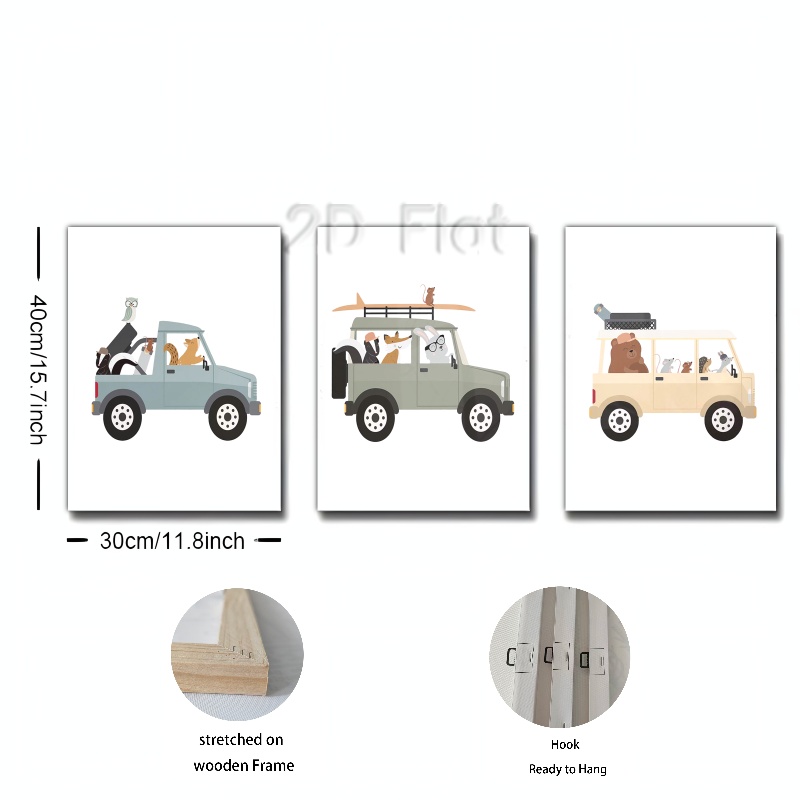 2D Flat
40cm/15.7inch
30cm/11.8inch
stretched on
wooden Frame
Hook
Ready to Hang